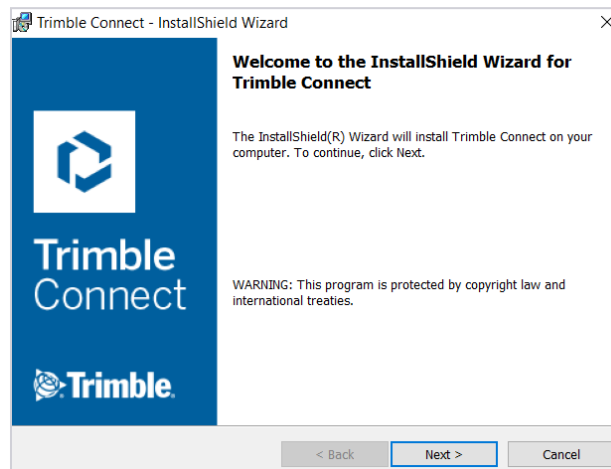 Trimble Connect - InstallShield Wizard
Welcome to the InstallShield Wizard for
Trimble Connect
The InstallShield(R) Wizard will install Trimble Connect on your
computer. To continue, click Next.
Trimble
Connect
WARNING: This program is protected by copyright law and
international treaties.
Trimble.
< Back Next > Cancel